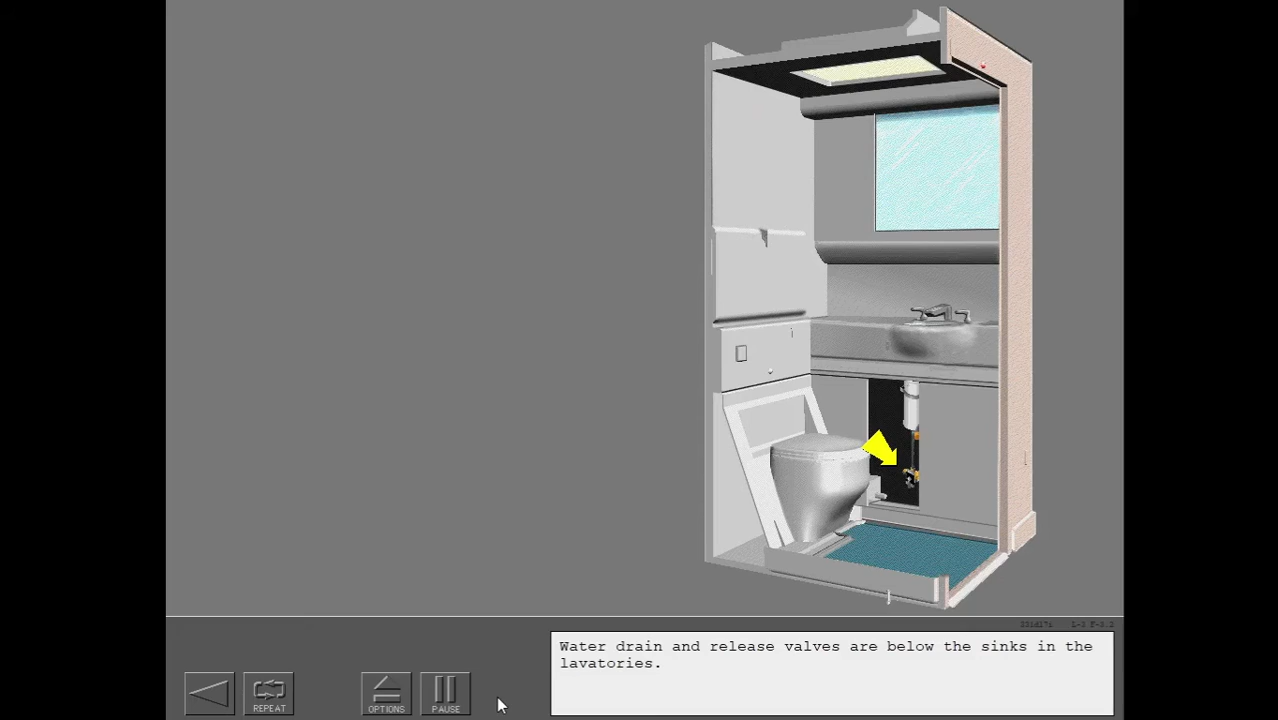 Water drain and release valves are below the sinks in the
lavatories.
REPEAT
OPTIONS
PAUSE